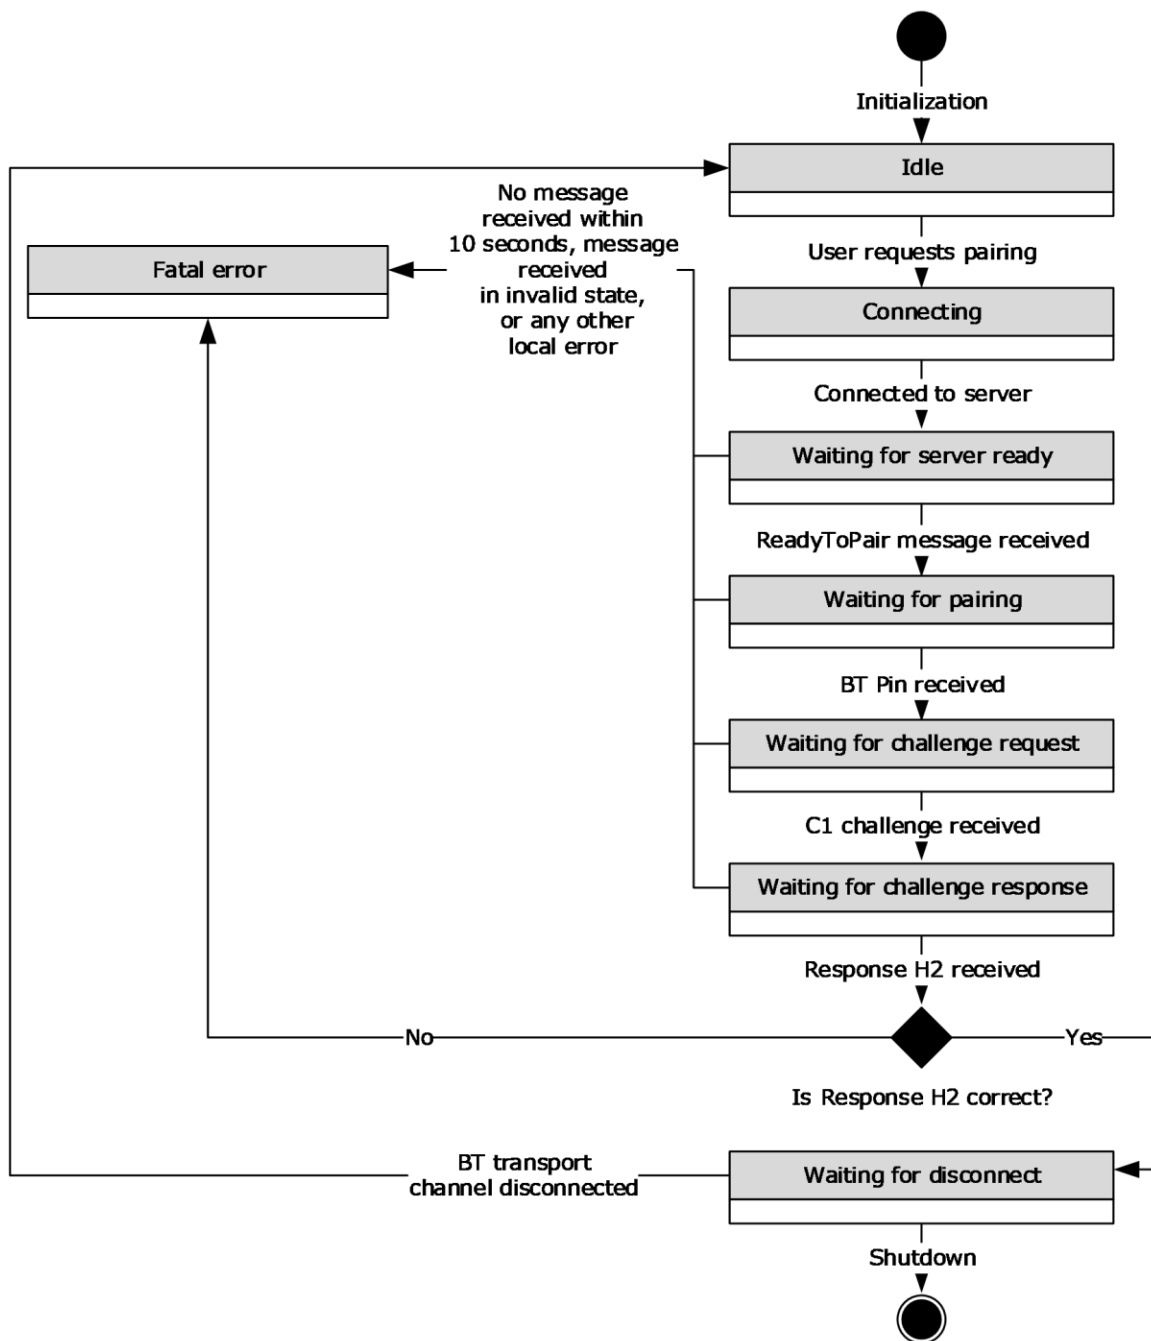 Initialization
Idle
No message
received within
10 seconds, message
received
in invalid state,
or any other
local error
Fatal error
User requests pairing
Connecting
Connected to server
Waiting for server ready
ReadyToPair message received
Waiting for pairing
BT Pin received
Waiting for challenge request
C1 challenge received
Waiting for challenge response
Response H2 received
No
Yes
Is Response H2 correct?
BT transport
channel disconnected
Waiting for disconnect
Shutdown